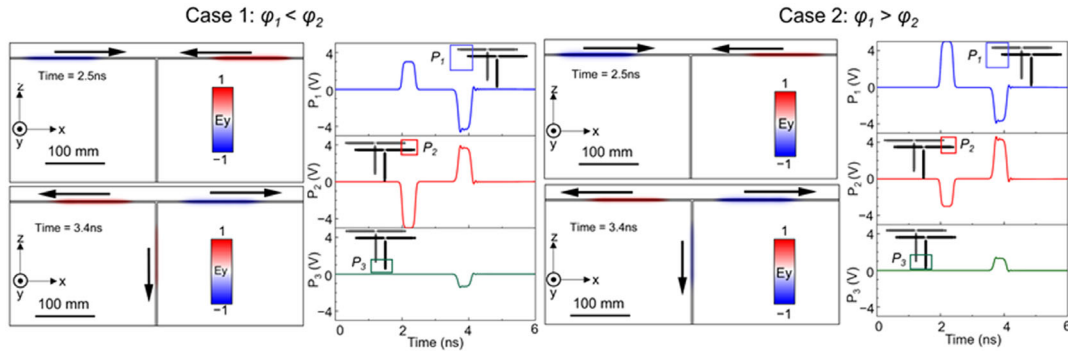 Case 1: φ1 < φ2
Time = 2.5ns
z
y
x
100 mm
1
Ey
−1
Time = 3.4ns
z
y
x
100 mm
1
Ey
−1
P1 (V)
4
0
−4
P1
P2 (V)
4
0
−4
P2
P3 (V)
4
0
−4
P3
0
2
4
6
Time (ns)
Case 2: φ1 > φ2
Time = 2.5ns
z
y
x
100 mm
1
Ey
−1
Time = 3.4ns
z
y
x
100 mm
1
Ey
−1
P1 (V)
4
0
−4
P1
P2 (V)
4
0
−4
P2
P3 (V)
4
0
−4
P3
0
2
4
6
Time (ns)